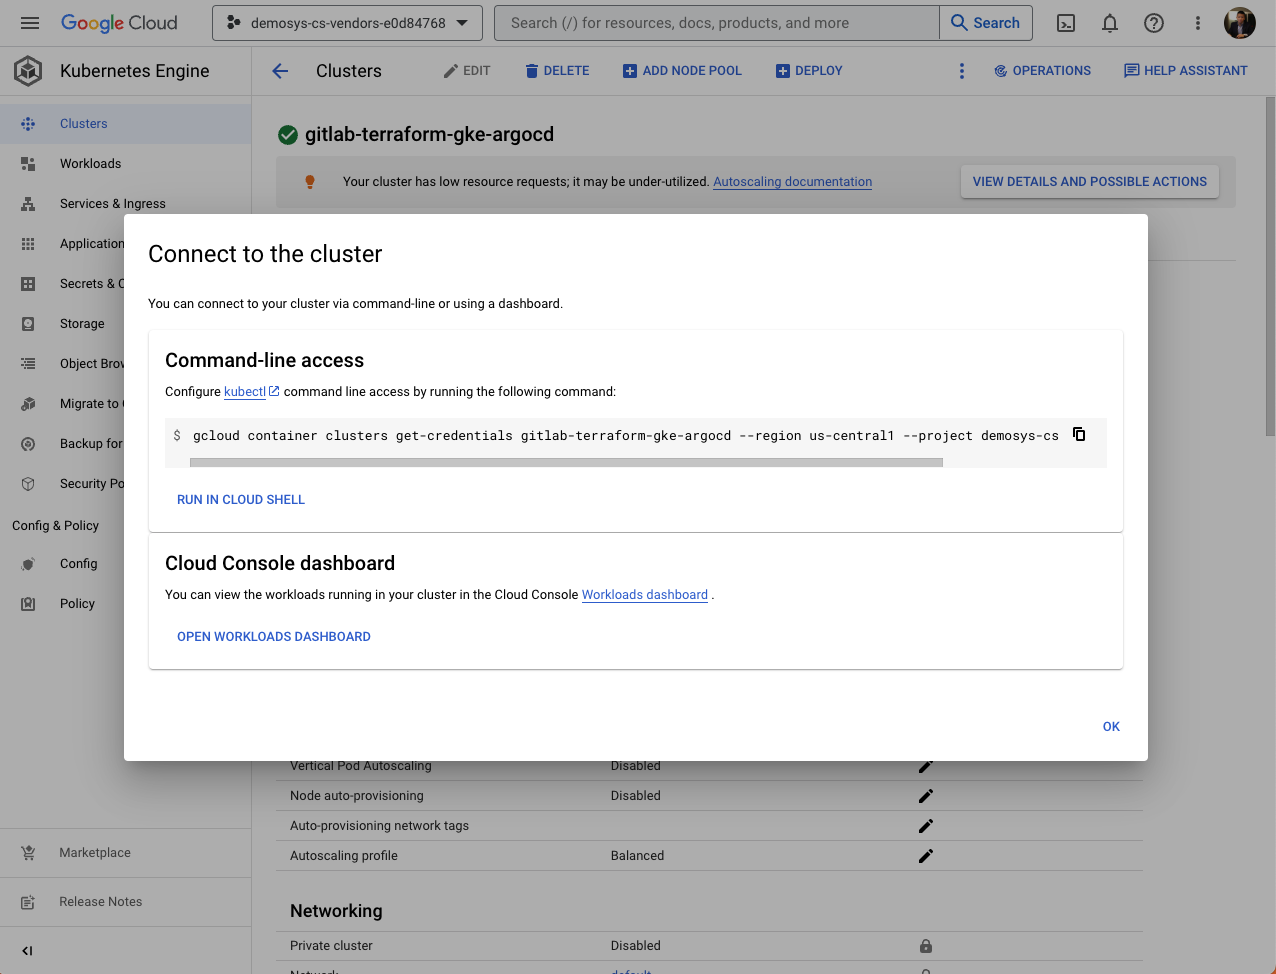 Google Cloud
demosys-cs-vendors-e0d84768
Search (/) for resources, docs, products, and more
Search
Kubernetes Engine
Clusters
EDIT
DELETE
ADD NODE POOL
DEPLOY
OPERATIONS
HELP ASSISTANT
Clusters
Workloads
Services & Ingress
Application
Secrets & C
Storage
Object Brow
Migrate to
Backup for
Security Po
Config & Policy
Config
Policy
Marketplace
Release Notes
gitlab-terraform-gke-argocd
Your cluster has low resource requests; it may be under-utilized. Autoscaling documentation
VIEW DETAILS AND POSSIBLE ACTIONS
Connect to the cluster
You can connect to your cluster via command-line or using a dashboard.
Command-line access
Configure kubectl command line access by running the following command:
$ gcloud container clusters get-credentials gitlab-terraform-gke-argocd --region us-central1 --project demosys-cs
RUN IN CLOUD SHELL
Cloud Console dashboard
You can view the workloads running in your cluster in the Cloud Console Workloads dashboard .
OPEN WORKLOADS DASHBOARD
OK
Vertical Pod Autoscaling Disabled
Node auto-provisioning Disabled
Auto-provisioning network tags
Autoscaling profile Balanced
Networking
Private cluster Disabled
Network default